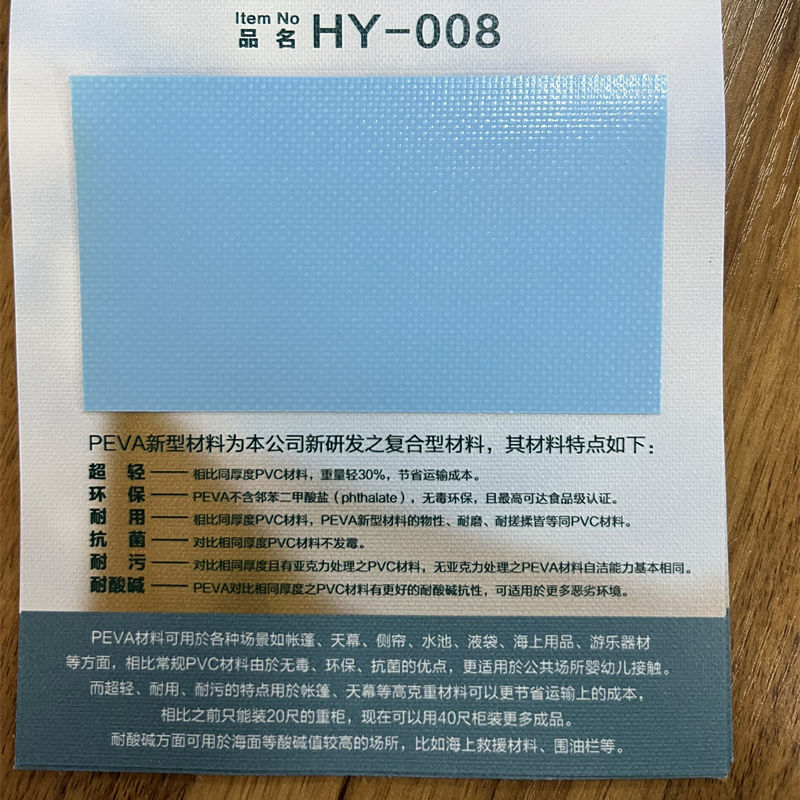 Item No
品 名 HY-008
PEVA新型材料为本公司新研发之复合型材料，其材料特点如下：
超 轻——相比同厚度PVC材料，重量轻30%，节省运输成本。
环 保——PEVA不含邻苯二甲酸盐（phthalate），无毒环保，且最高可达食品级认证。
耐 用——相比同厚度PVC材料，PEVA新型材料的物性、耐磨、耐搓揉皆等同PVC材料。
抗 菌——对比相同厚度PVC材料不发霉。
耐 污——对比相同厚度且有亚克力处理之PVC材料，无亚克力处理之PEVA材料自洁能力基本相同。
耐酸碱——PEVA对比相同厚度之PVC材料有更好的耐酸碱抗性，可适用於更多恶劣环境。
PEVA材料可用於各种场景如帐蓬、天幕、侧帘、水池、液袋、海上用品、游乐器材
等方面，相比常规PVC材料由於无毒、环保、抗菌的优点，更适用於公共场所婴幼儿接触。
而超轻、耐用、耐污的特点用於帐蓬、天幕等高克重材料可以更节省运输上的成本，
相比之前只能装20尺的重柜，现在可以用40尺柜装更多成品。
耐酸碱方面可用於海面等酸碱值较高的场所，比如海上救援材料、围油栏等。